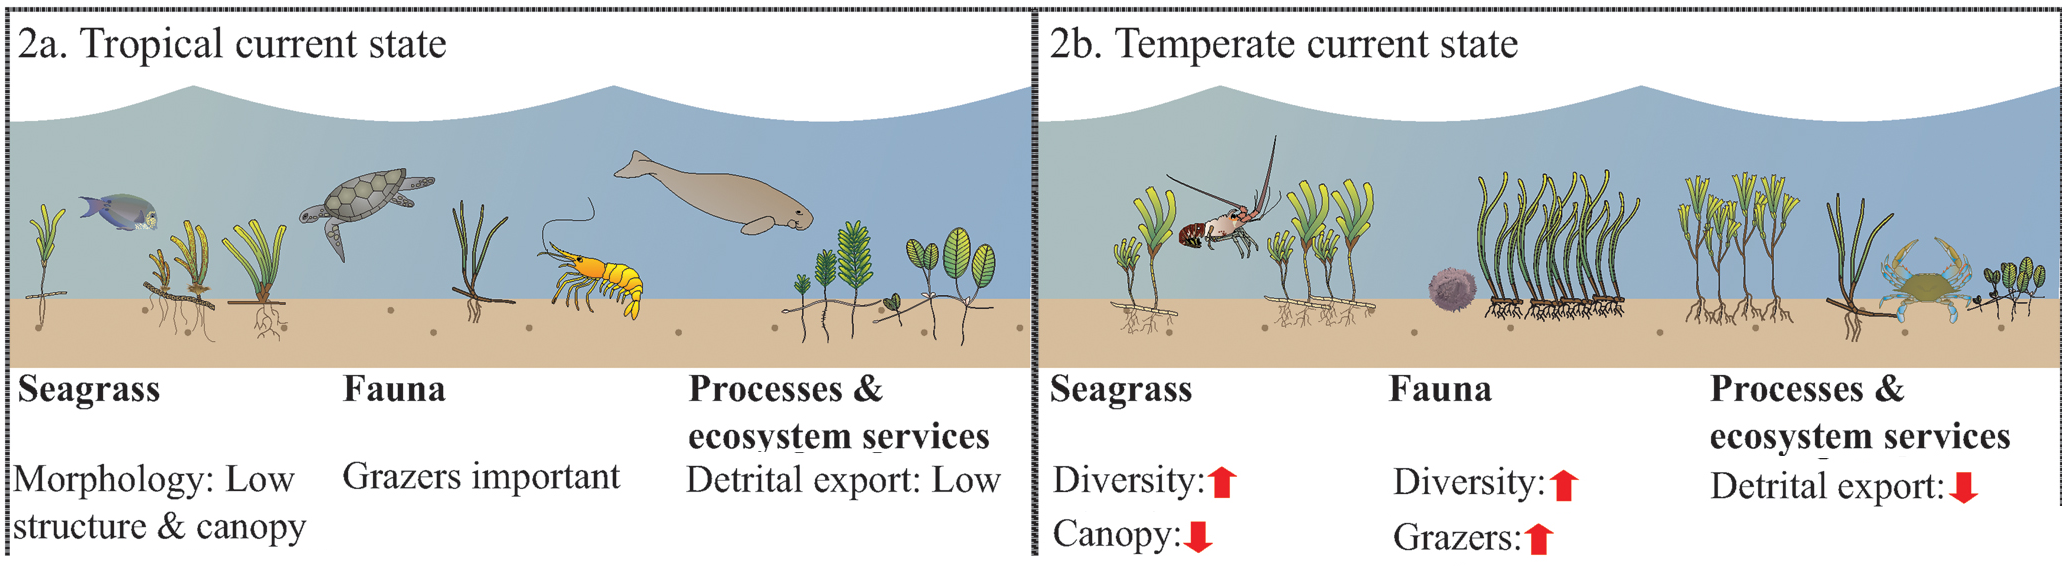 2a. Tropical current state
Seagrass
Fauna
Processes &
ecosystem services
Morphology: Low
structure & canopy
Grazers important
Detrital export: Low
2b. Temperate current state
Seagrass
Fauna
Processes &
ecosystem services
Diversity:
Canopy:
Diversity:
Grazers:
Detrital export: